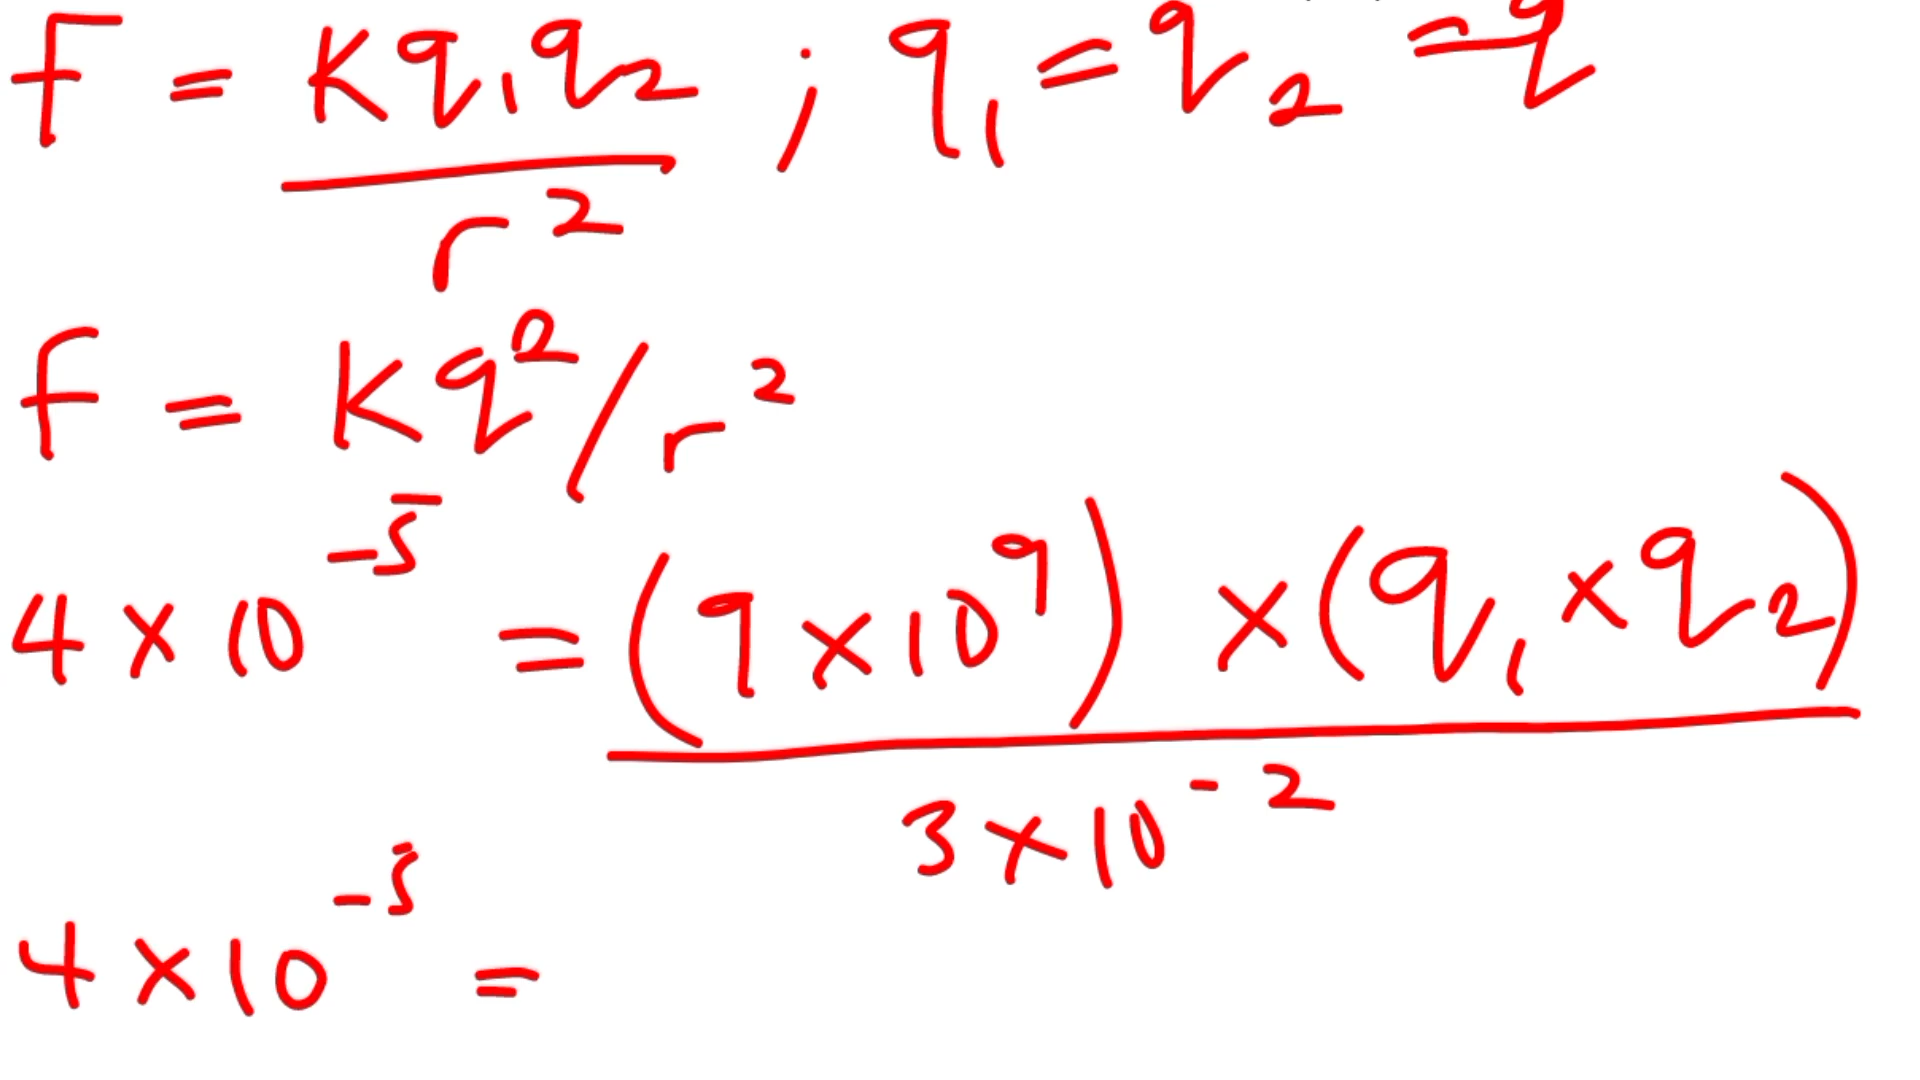 F = Kq₁q₂ / r² ; q₁ = q₂ = q
F = Kq²/r²
4 × 10⁻⁵ = (9 × 10⁹) × (q₁ × q₂) / 3 × 10⁻²
4 × 10⁻⁵ =